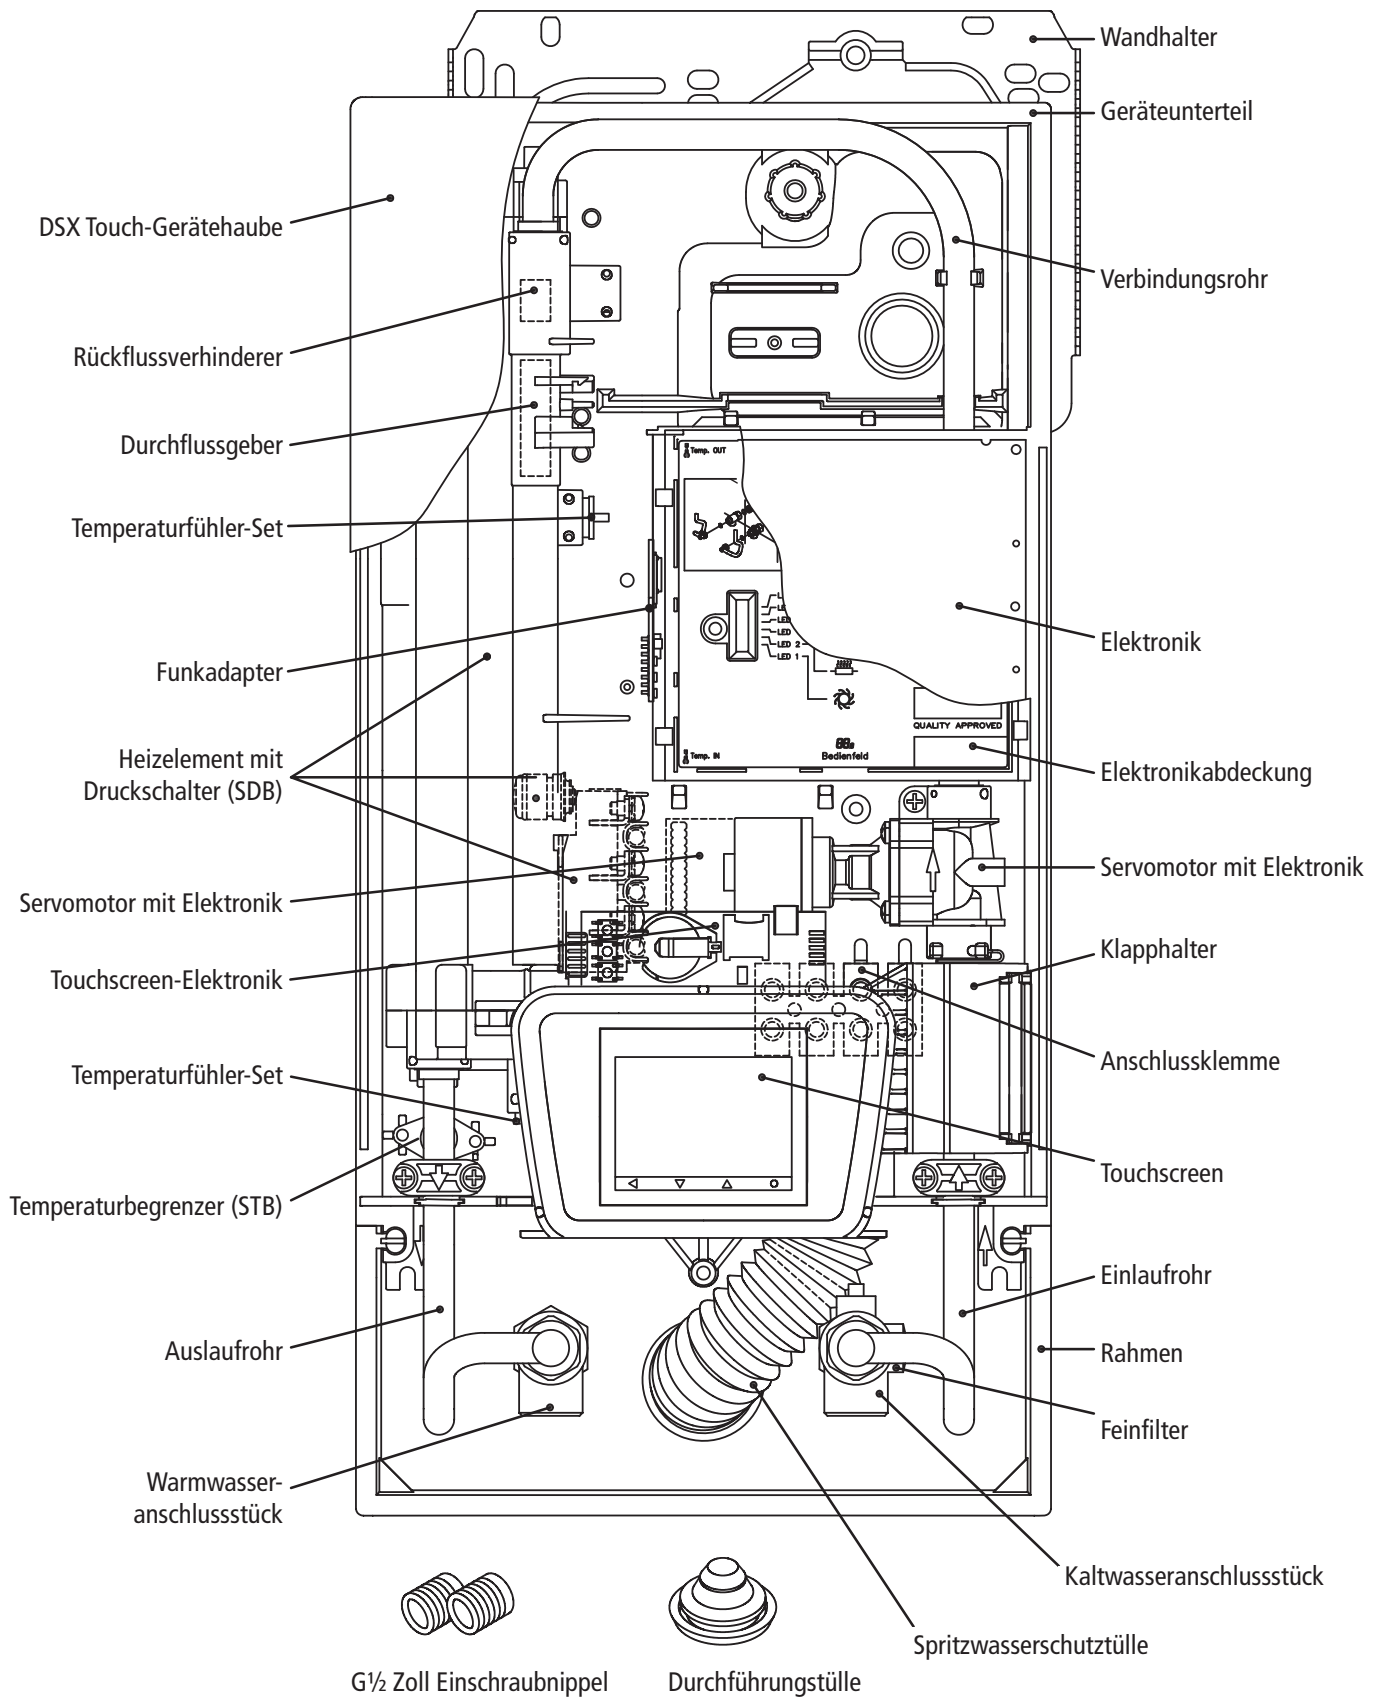 Wandhalter
Geräteunterteil
DSX Touch-Gerätehaube
Verbindungsrohr
Rückflussverhinderer
Durchflussgeber
Temp. OUT
Temperaturfühler-Set
LED
LED
LED 2
LED 1
Elektronik
Funkadapter
QUALITY APPROVED
Temp. IN
Bedienfeld
Heizelement mit
Druckschalter (SDB)
Elektronikabdeckung
Servomotor mit Elektronik
Servomotor mit Elektronik
Klapphalter
Touchscreen-Elektronik
Anschlussklemme
Temperaturfühler-Set
Touchscreen
Temperaturbegrenzer (STB)
Einlaufrohr
Auslaufrohr
Rahmen
Feinfilter
Warmwasser-
anschlussstück
Kaltwasseranschlussstück
Spritzwasserschutztülle
G½ Zoll Einschraubnippel
Durchführungstülle